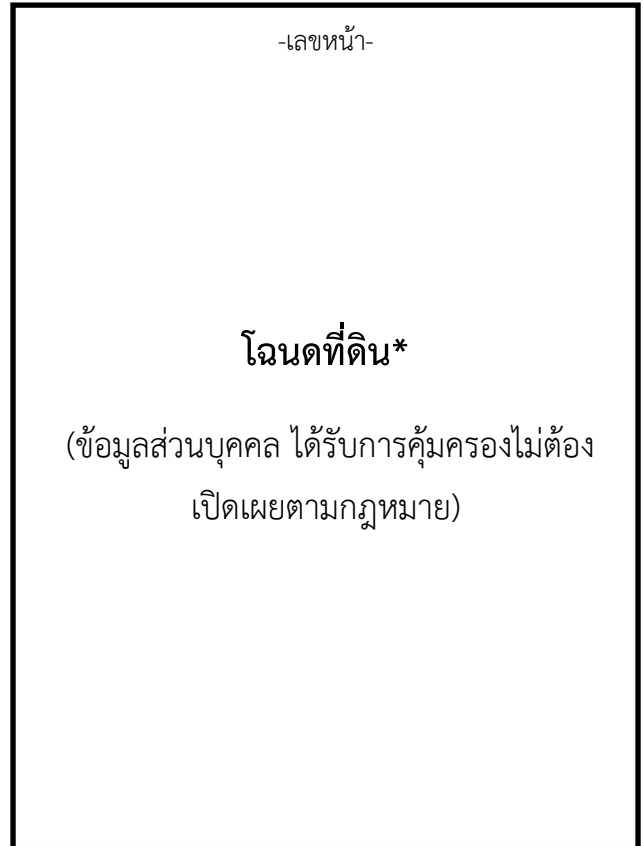 -เลขหน้า-
โฉนดที่ดิน*
(ข้อมูลส่วนบุคคล ได้รับการคุ้มครองไม่ต้อง
เปิดเผยตามกฎหมาย)